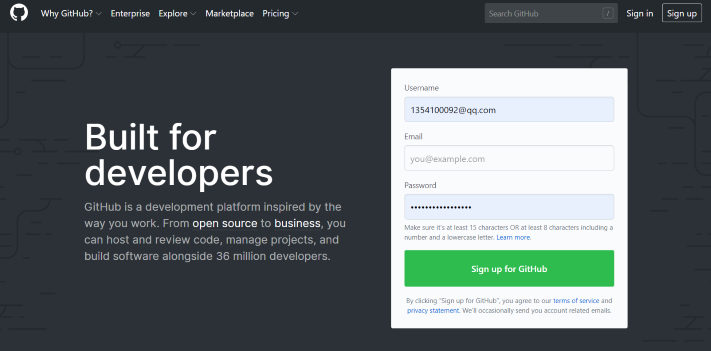 Why GitHub? Enterprise Explore Marketplace Pricing Search GitHub / Sign in Sign up
Built for
developers
GitHub is a development platform inspired by the
way you work. From open source to business, you
can host and review code, manage projects, and
build software alongside 36 million developers.
Username
1354100092@qq.com
Email
you@example.com
Password
••••••••••••••••
Make sure it's at least 15 characters OR at least 8 characters including a
number and a lowercase letter. Learn more.
Sign up for GitHub
By clicking “Sign up for GitHub”, you agree to our terms of service and
privacy statement. We'll occasionally send you account related emails.